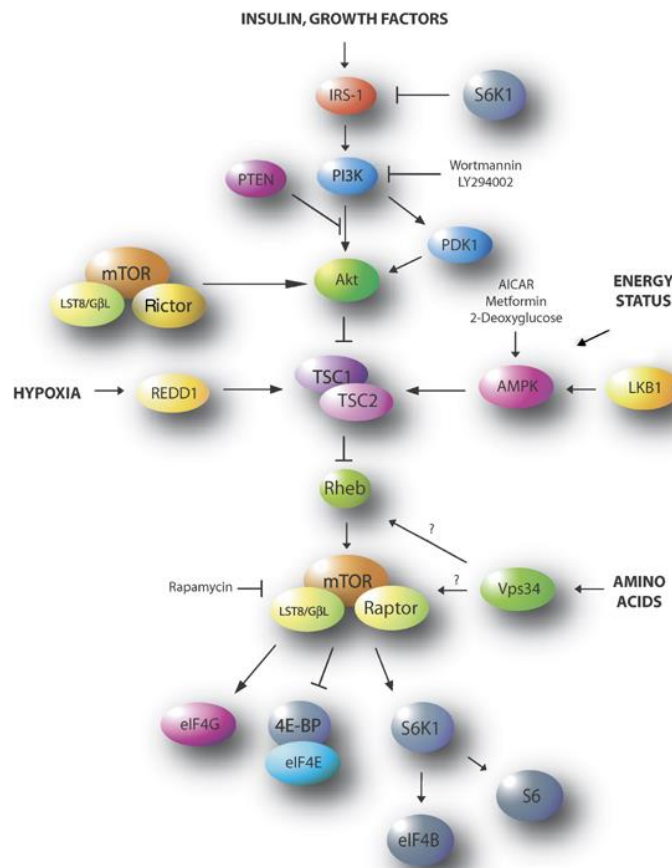 INSULIN, GROWTH FACTORS
IRS-1
S6K1
PTEN
PI3K
Wortmannin
LY294002
PDK1
mTOR
LST8/GβL
Rictor
Akt
AICAR
Metformin
2-Deoxyglucose
ENERGY
STATUS
HYPOXIA
REDD1
TSC1
TSC2
AMPK
LKB1
Rheb
?
Rapamycin
mTOR
LST8/GβL
Raptor
?
Vps34
AMINO
ACIDS
eIF4G
4E-BP
eIF4E
S6K1
S6
eIF4B